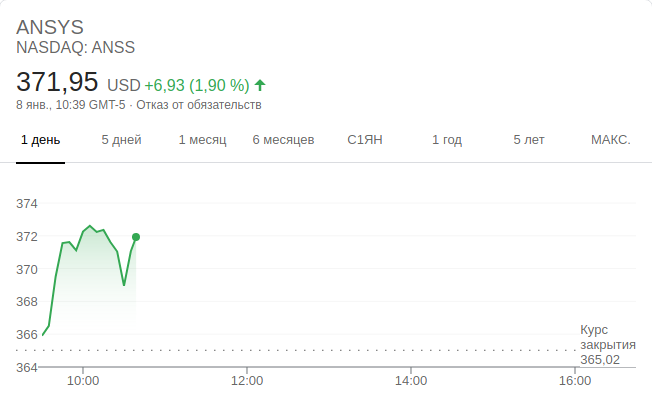 ANSYS
NASDAQ: ANSS
371,95 USD +6,93 (1,90 %)
8 янв., 10:39 GMT-5 · Отказ от обязательств
1 день 5 дней 1 месяц 6 месяцев С1ЯН 1 год 5 лет МАКС.
374
372
370
368
366
364
Курс
закрытия
365,02
10:00 12:00 14:00 16:00